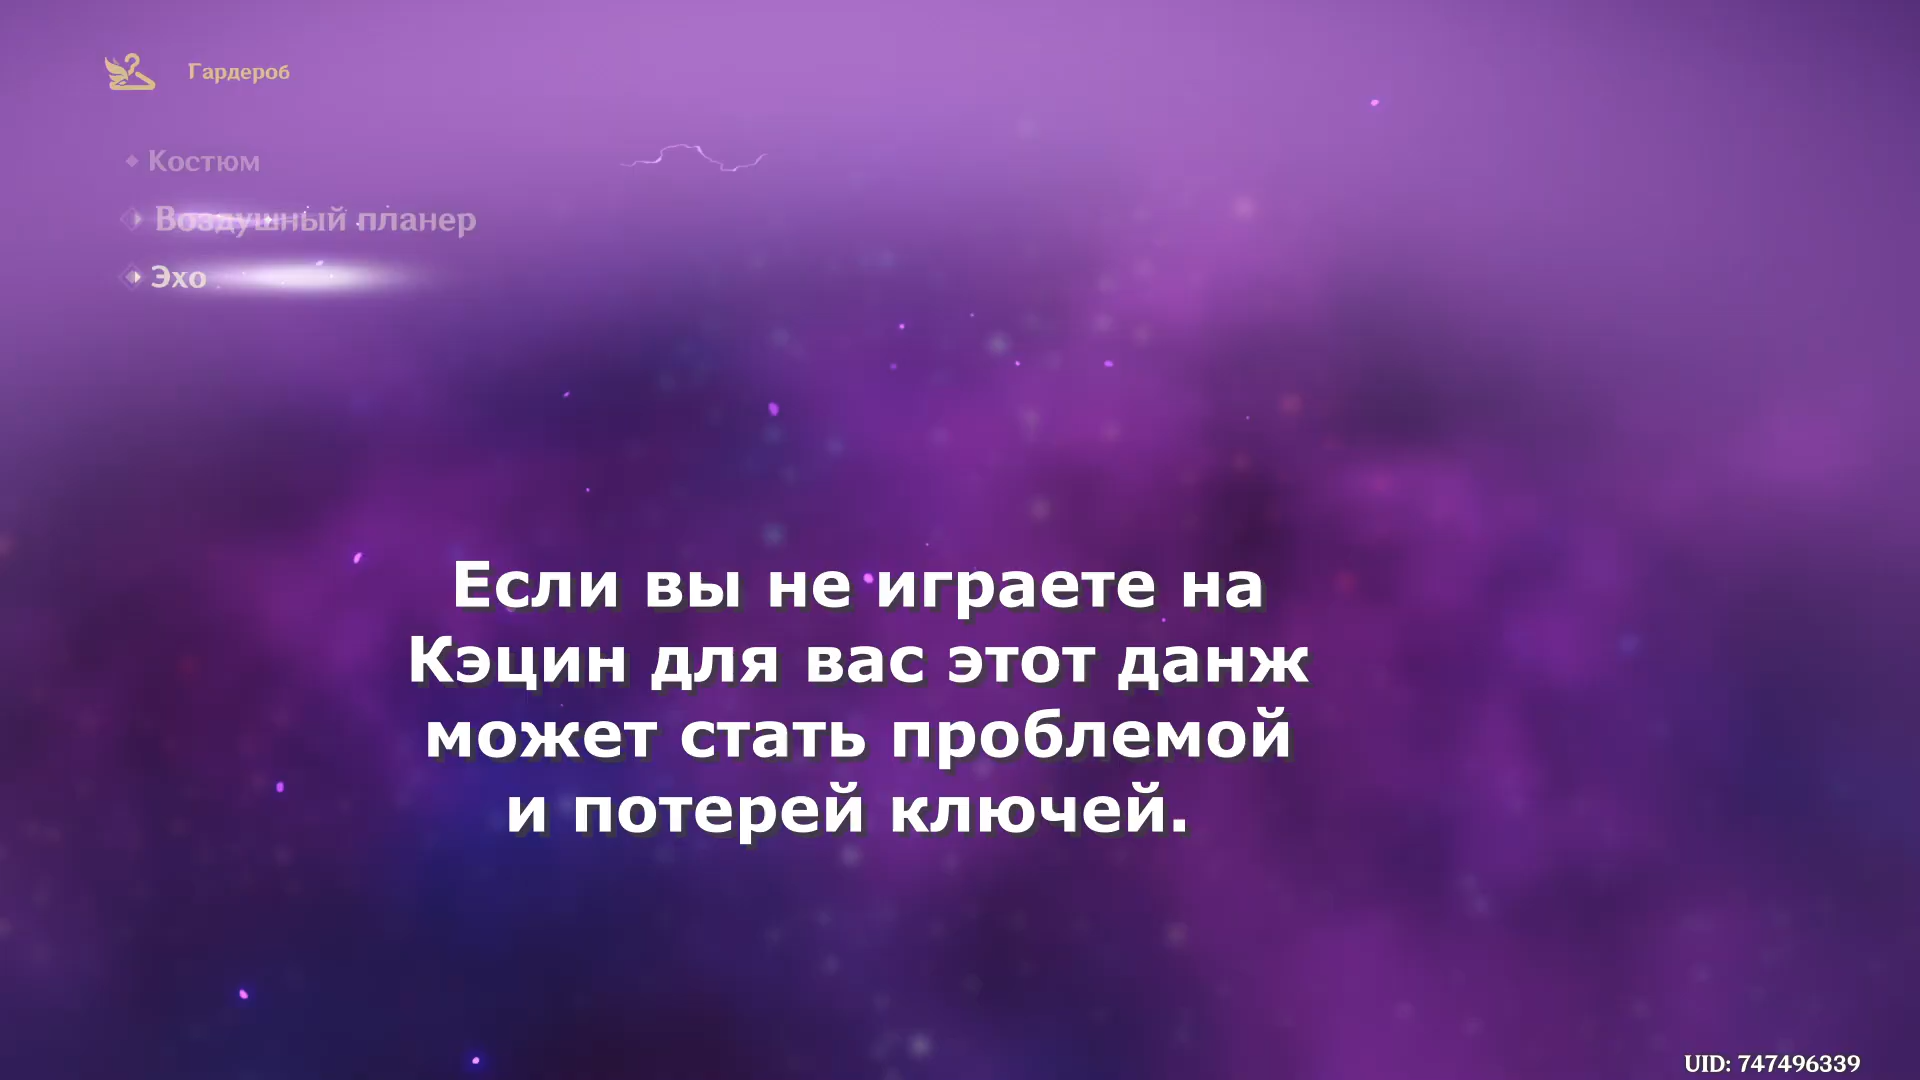 Гардероб
Костюм
Воздушный планер
Эхо
Если вы не играете на
Кэцин для вас этот данж
может стать проблемой
и потерей ключей.
UID: 747496339